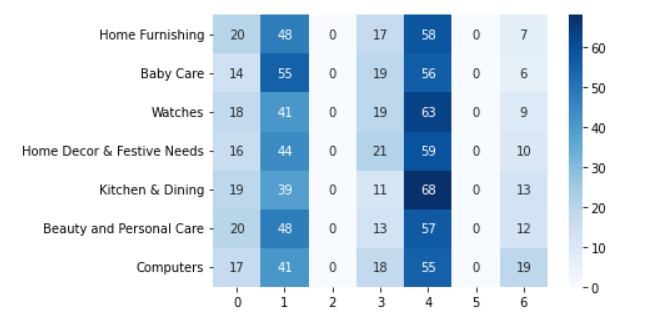 Home Furnishing 20 48 0 17 58 0 7
Baby Care 14 55 0 19 56 0 6
Watches 18 41 0 19 63 0 9
Home Decor & Festive Needs 16 44 0 21 59 0 10
Kitchen & Dining 19 39 0 11 68 0 13
Beauty and Personal Care 20 48 0 13 57 0 12
Computers 17 41 0 18 55 0 19
0 1 2 3 4 5 6
60
50
40
30
20
10
0